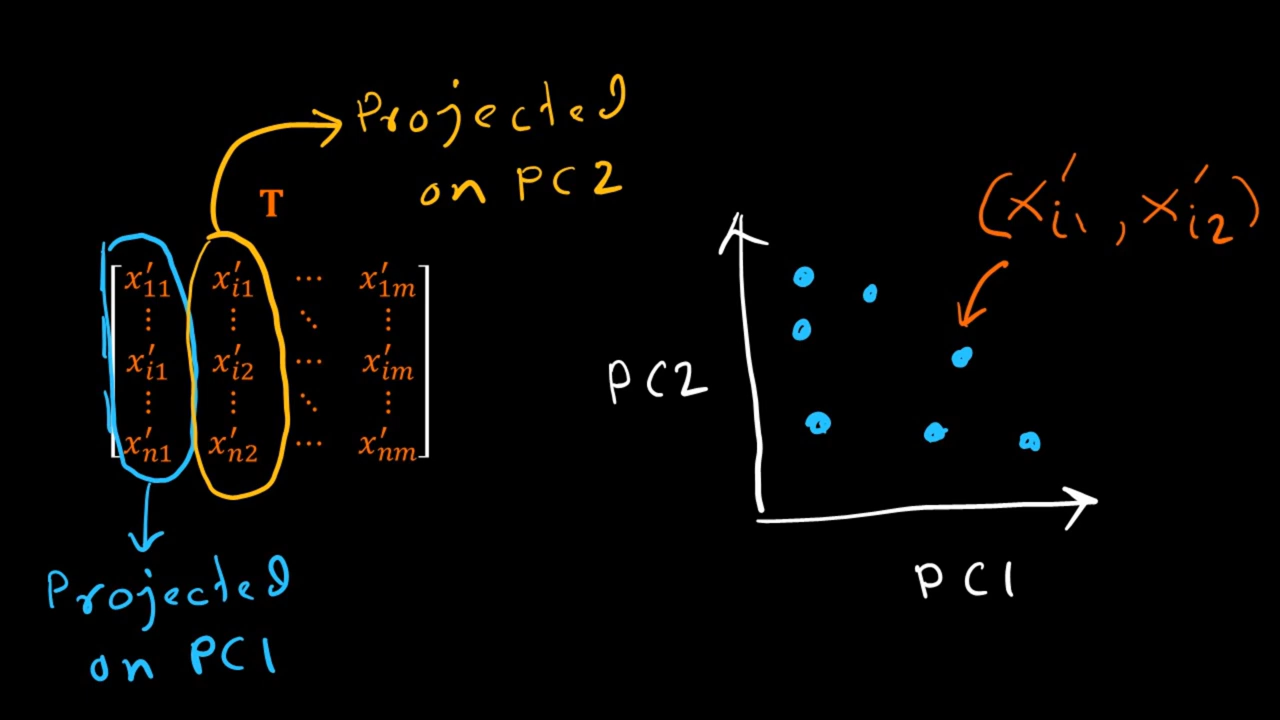 Projected
on PC2
T
x′11 x′i1 ⋯ x′1m
⋮ ⋮ ⋱ ⋮
x′i1 x′i2 ⋯ x′im
⋮ ⋮ ⋱ ⋮
x′n1 x′n2 ⋯ x′nm
Projected
on PC1
(x′i1, x′i2)
PC2
PC1